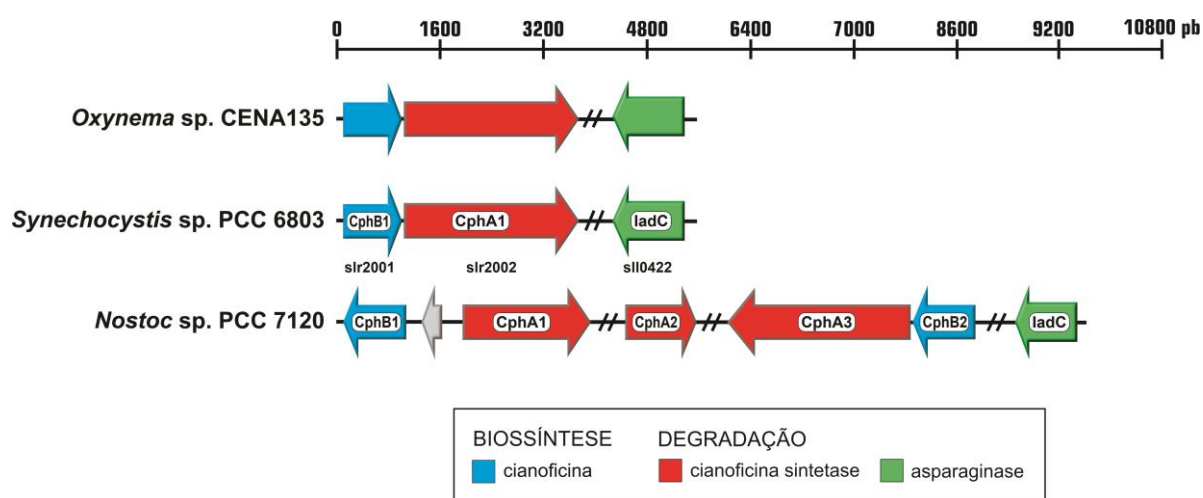 0 1600 3200 4800 6400 7000 8600 9200 10800 pb
Oxynema sp. CENA135
Synechocystis sp. PCC 6803 CphB1 CphA1 IadC
slr2001 slr2002 sll0422
Nostoc sp. PCC 7120 CphB1 CphA1 CphA2 CphA3 CphB2 IadC
BIOSSÍNTESE DEGRADAÇÃO
cianoficina cianoficina sintetase asparaginase